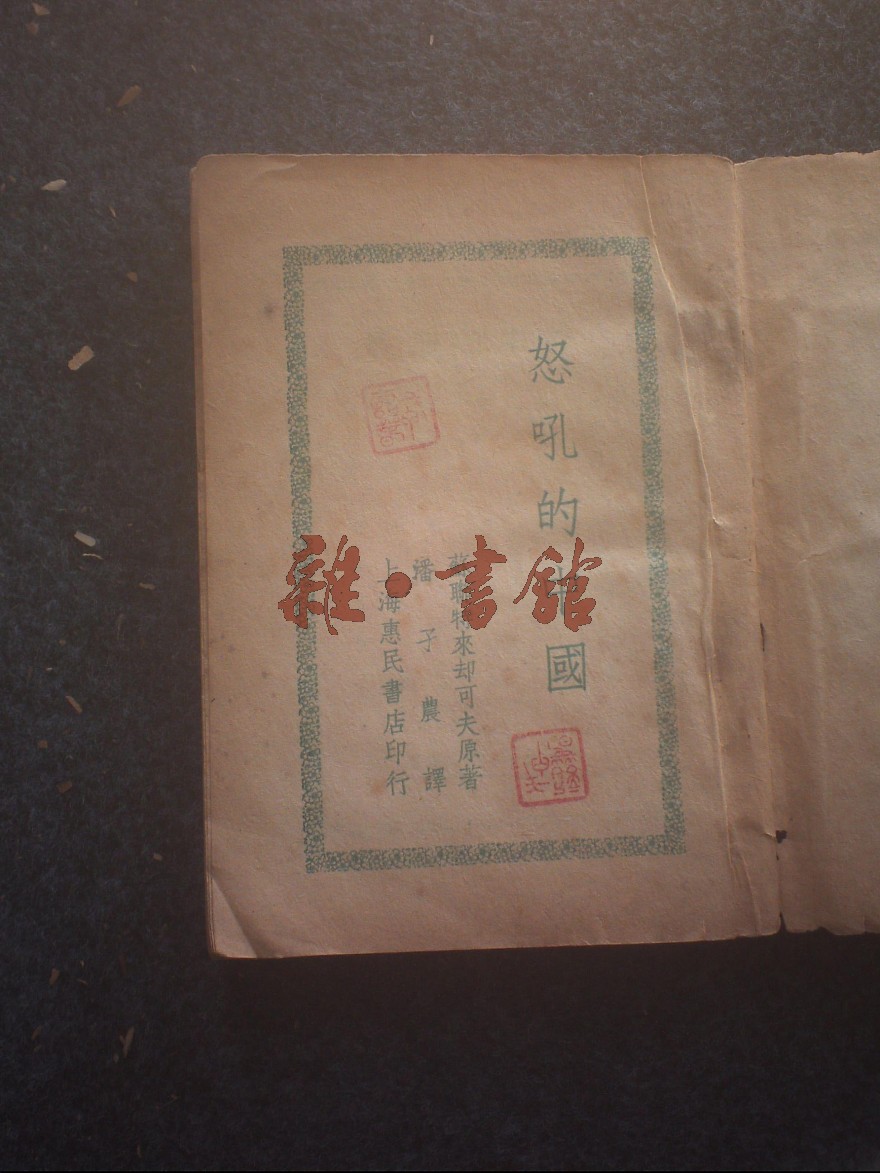 怒吼的中國
蘇聯特來却可夫原著
潘孑農譯
上海惠民書店印行
雜·書館